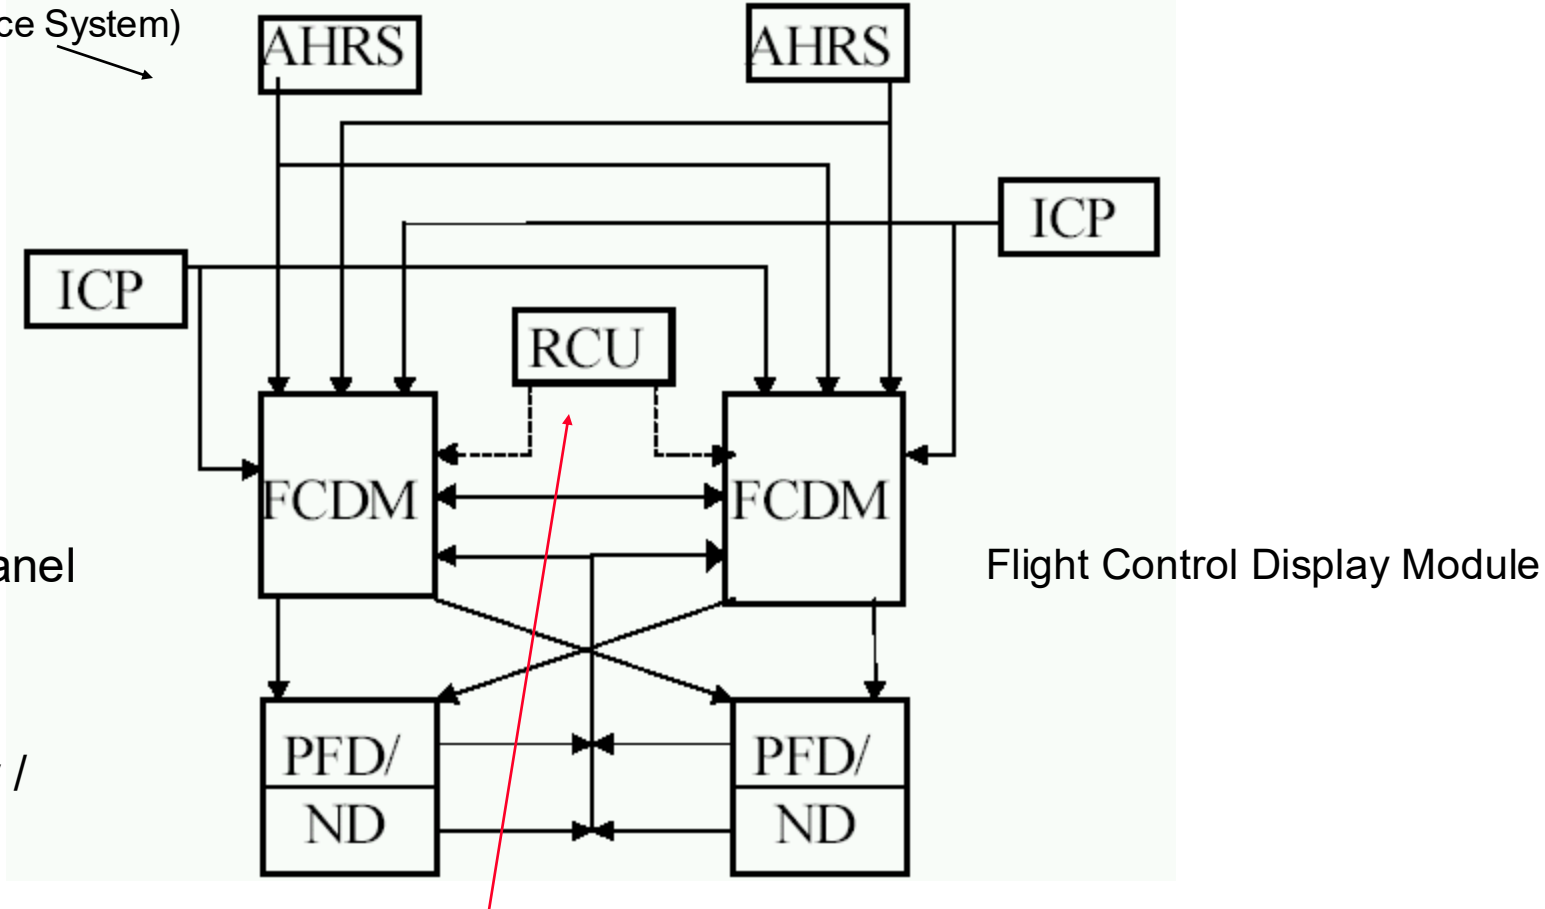 ce System)
AHRS
AHRS
ICP
ICP
RCU
FCDM
FCDM
anel
Flight Control Display Module
PFD/
PFD/
/
ND
ND